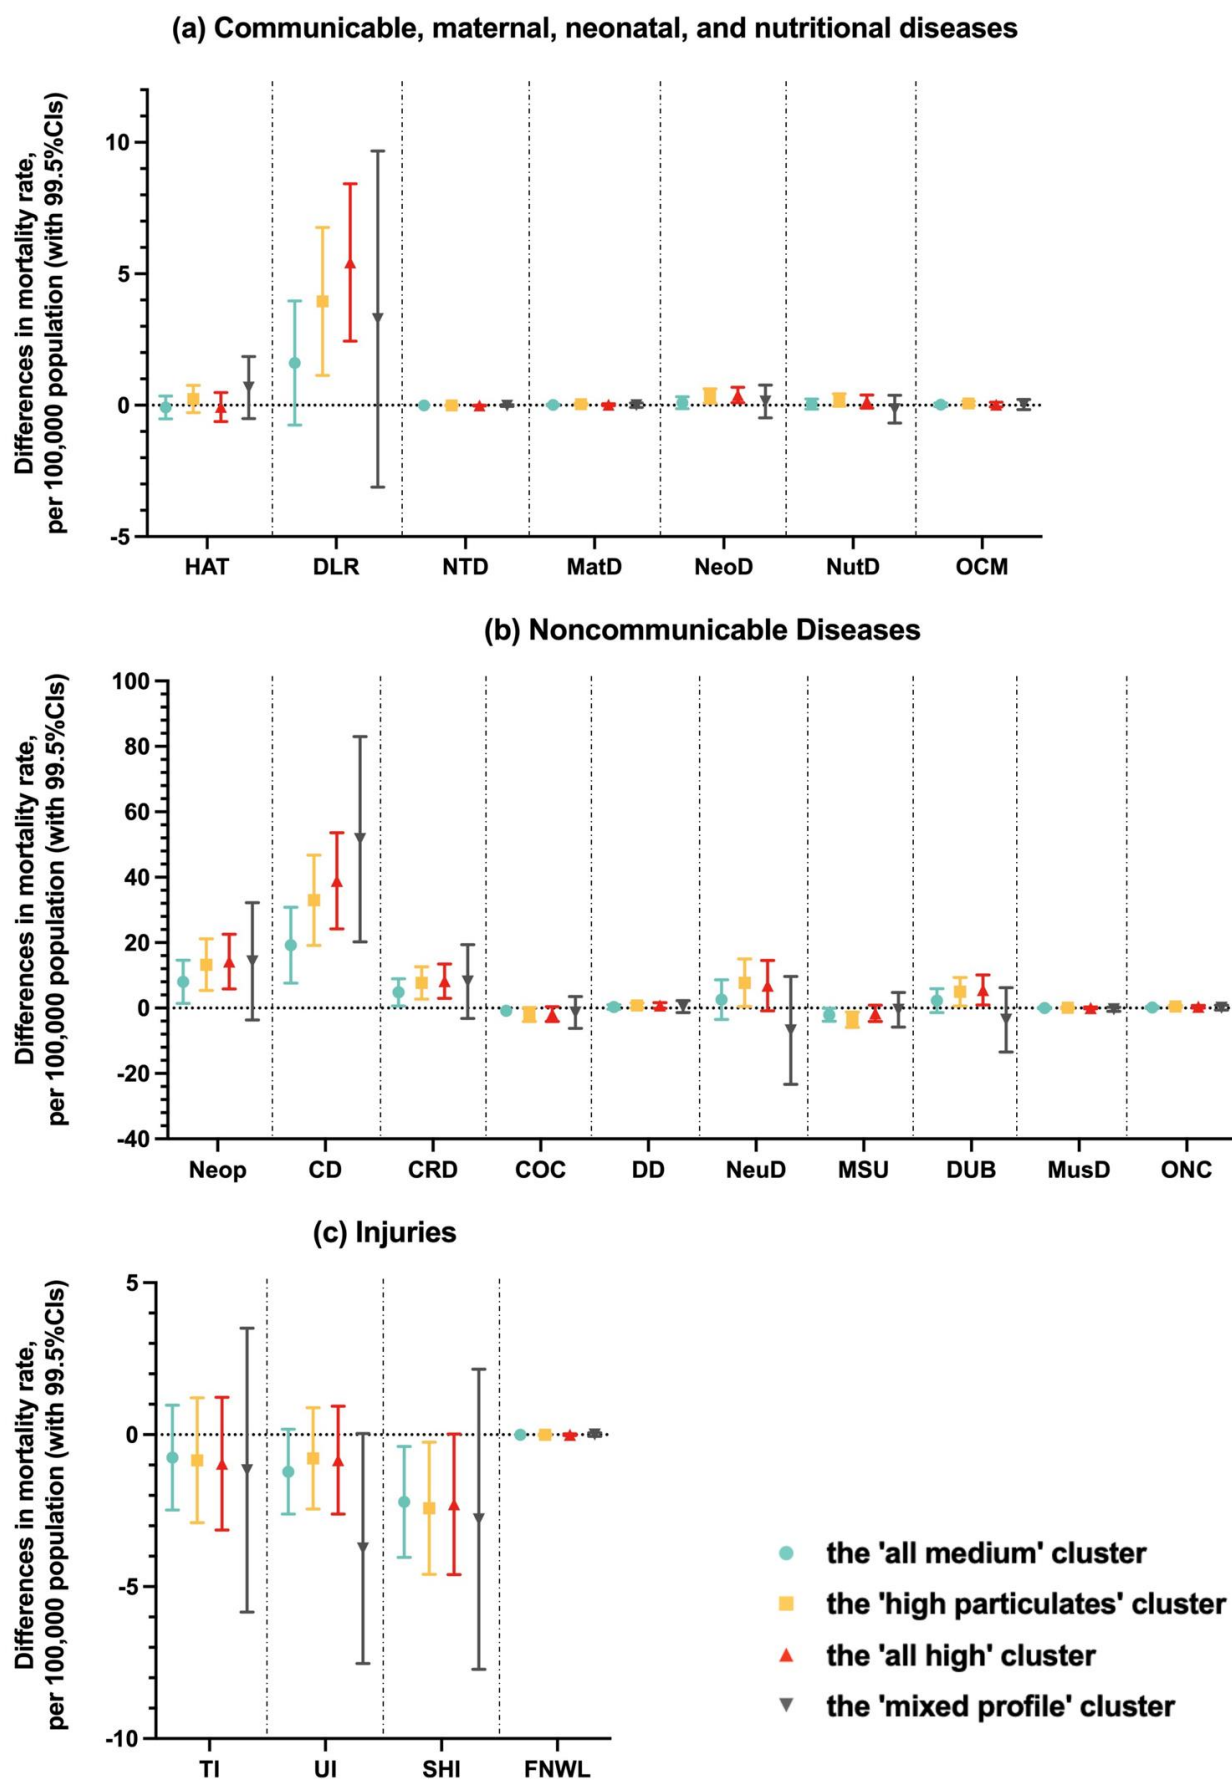 (a) Communicable, maternal, neonatal, and nutritional diseases
Differences in mortality rate,
per 100,000 population (with 99.5%CIs)
10
5
0
-5
HAT DLR NTD MatD NeoD NutD OCM
(b) Noncommunicable Diseases
Differences in mortality rate,
per 100,000 population (with 99.5%CIs)
100
80
60
40
20
0
-20
-40
Neop CD CRD COC DD NeuD MSU DUB MusD ONC
(c) Injuries
Differences in mortality rate,
per 100,000 population (with 99.5%CIs)
5
0
-5
-10
TI UI SHI FNWL
the 'all medium' cluster
the 'high particulates' cluster
the 'all high' cluster
the 'mixed profile' cluster